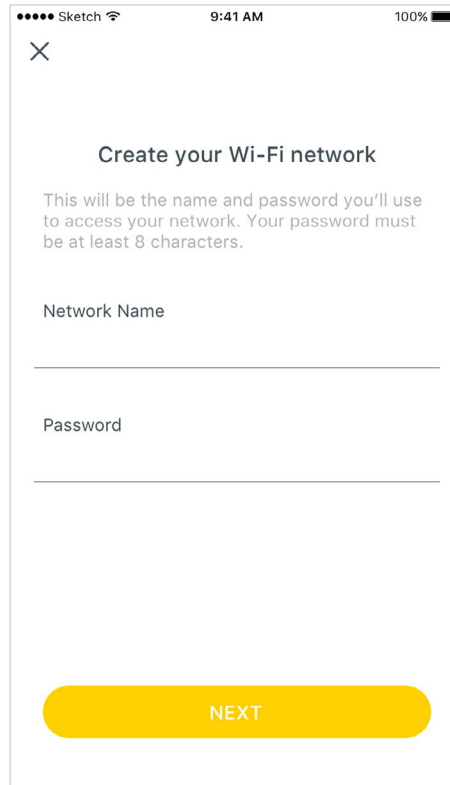 Sketch 9:41 AM 100%
Create your Wi-Fi network
This will be the name and password you’ll use
to access your network. Your password must
be at least 8 characters.
Network Name
Password
NEXT